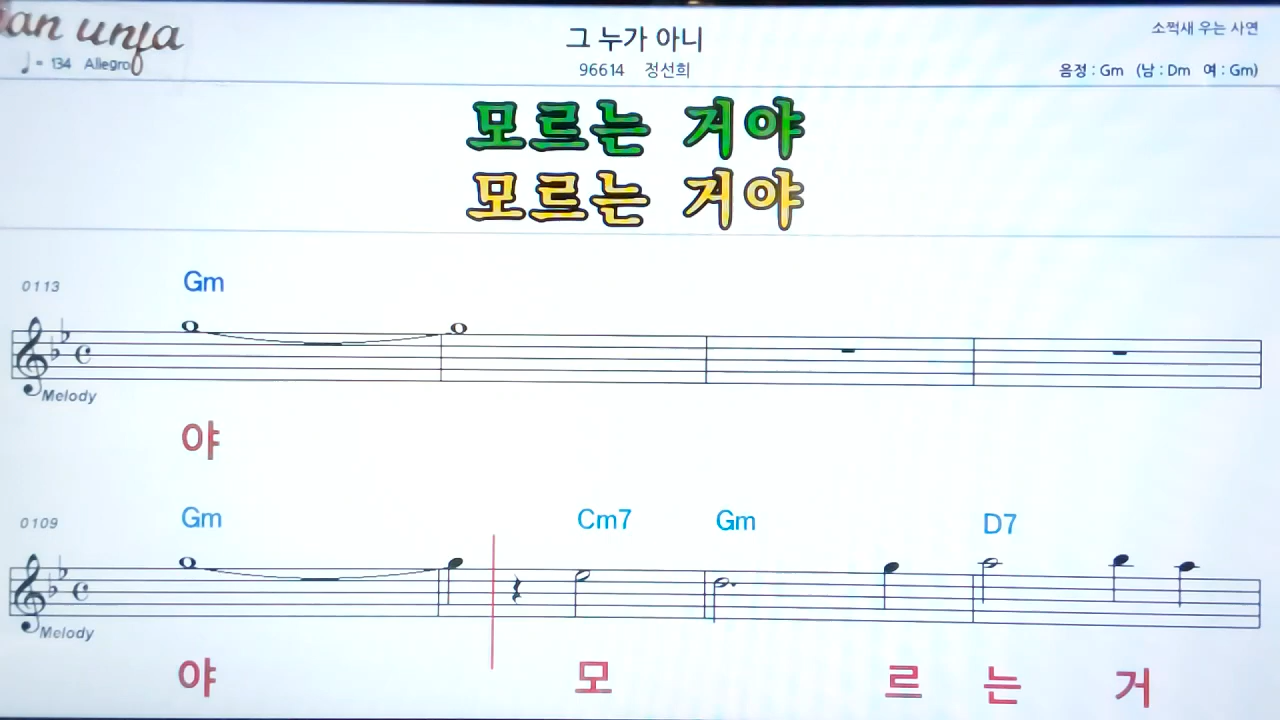 그 누가 아니
소쩍새 우는 사연
♩= 134 Allegro
96614 정선희
음정 : Gm (남 : Dm 여 : Gm)
모르는 거야
모르는 거야
0113
Gm
Melody
야
0109
Gm Cm7 Gm D7
Melody
야 모 르 는 거